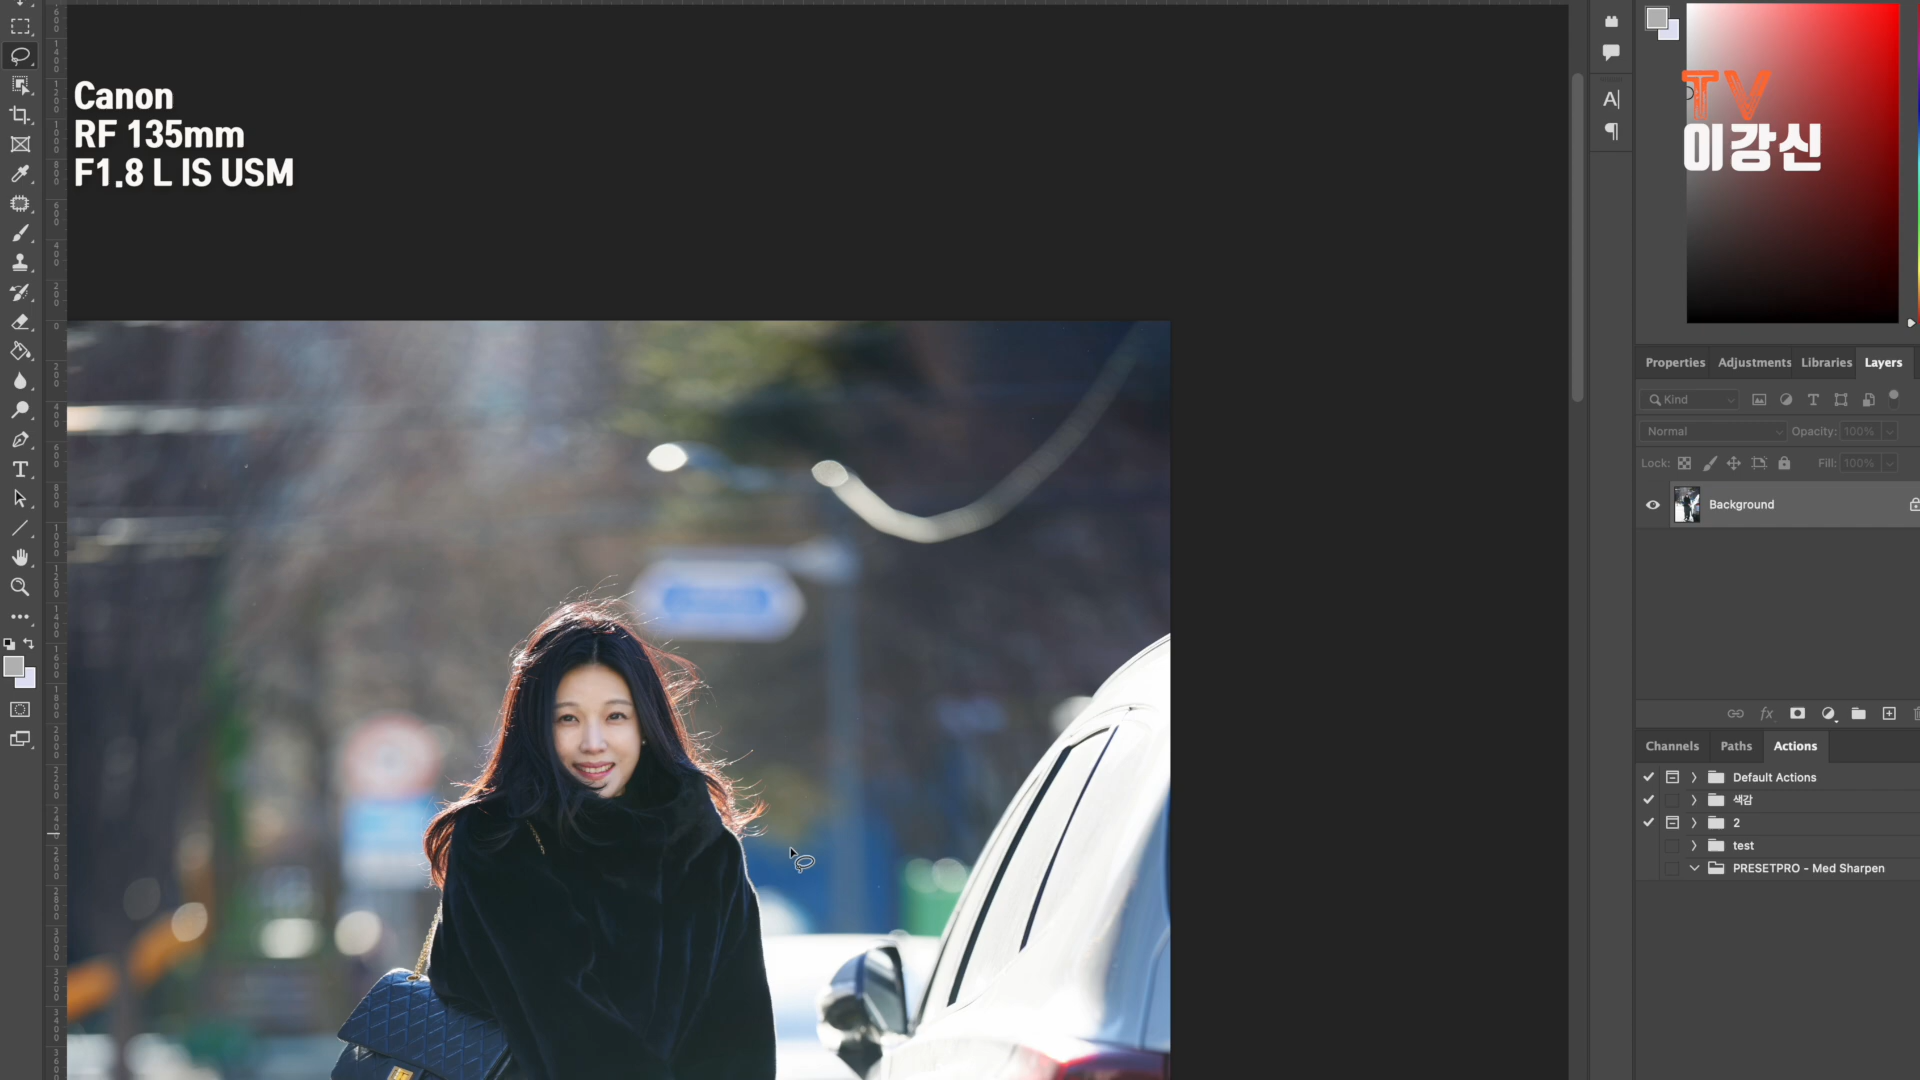 Canon
RF 135mm
F1.8 L IS USM
TV
이강신
Properties Adjustments Libraries Layers
Kind
Normal Opacity: 100%
Lock: Fill: 100%
Background
fx
Channels Paths Actions
Default Actions
색감
2
test
PRESETPRO - Med Sharpen